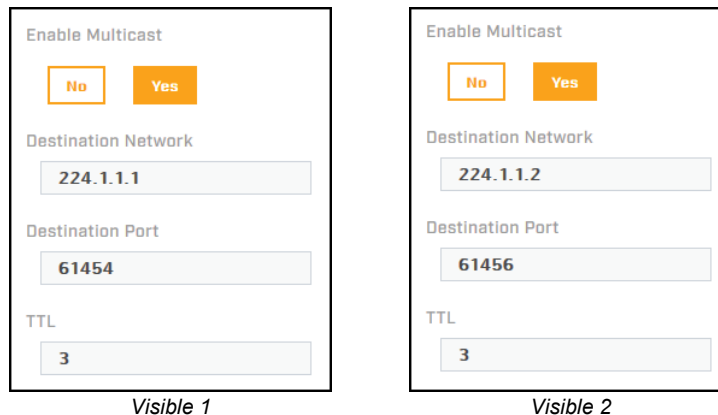 Enable Multicast
No Yes
Destination Network
224.1.1.1
Destination Port
61454
TTL
3
Visible 1
Enable Multicast
No Yes
Destination Network
224.1.1.2
Destination Port
61456
TTL
3
Visible 2